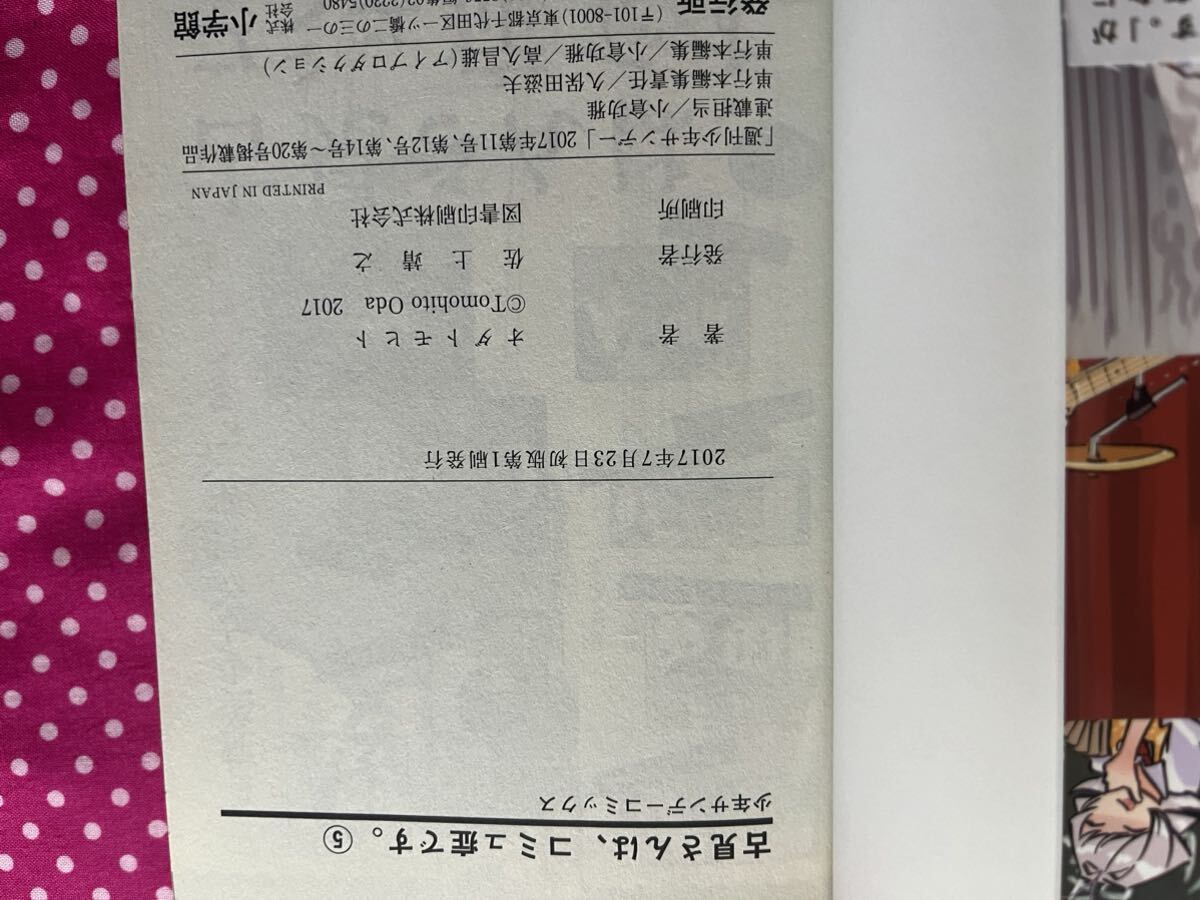 古見さんは、コミュ症です。⑤
少年サンデーコミックス
2017年7月23日初版第1刷発行
著者 オダトモヒト
©Tomohito Oda 2017
発行者 佐上靖之
印刷所 図書印刷株式会社
PRINTED IN JAPAN
「週刊少年サンデー」2017年第11号、第12号、第14号〜第20号掲載作品
連載担当／小倉功雅
単行本編集責任／久保田滋夫
単行本編集／小倉功雅／高久昌雄(アイプロダクション)
発行所 (〒101-8001)東京都千代田区一ツ橋二の三の一 株式会社 小学館